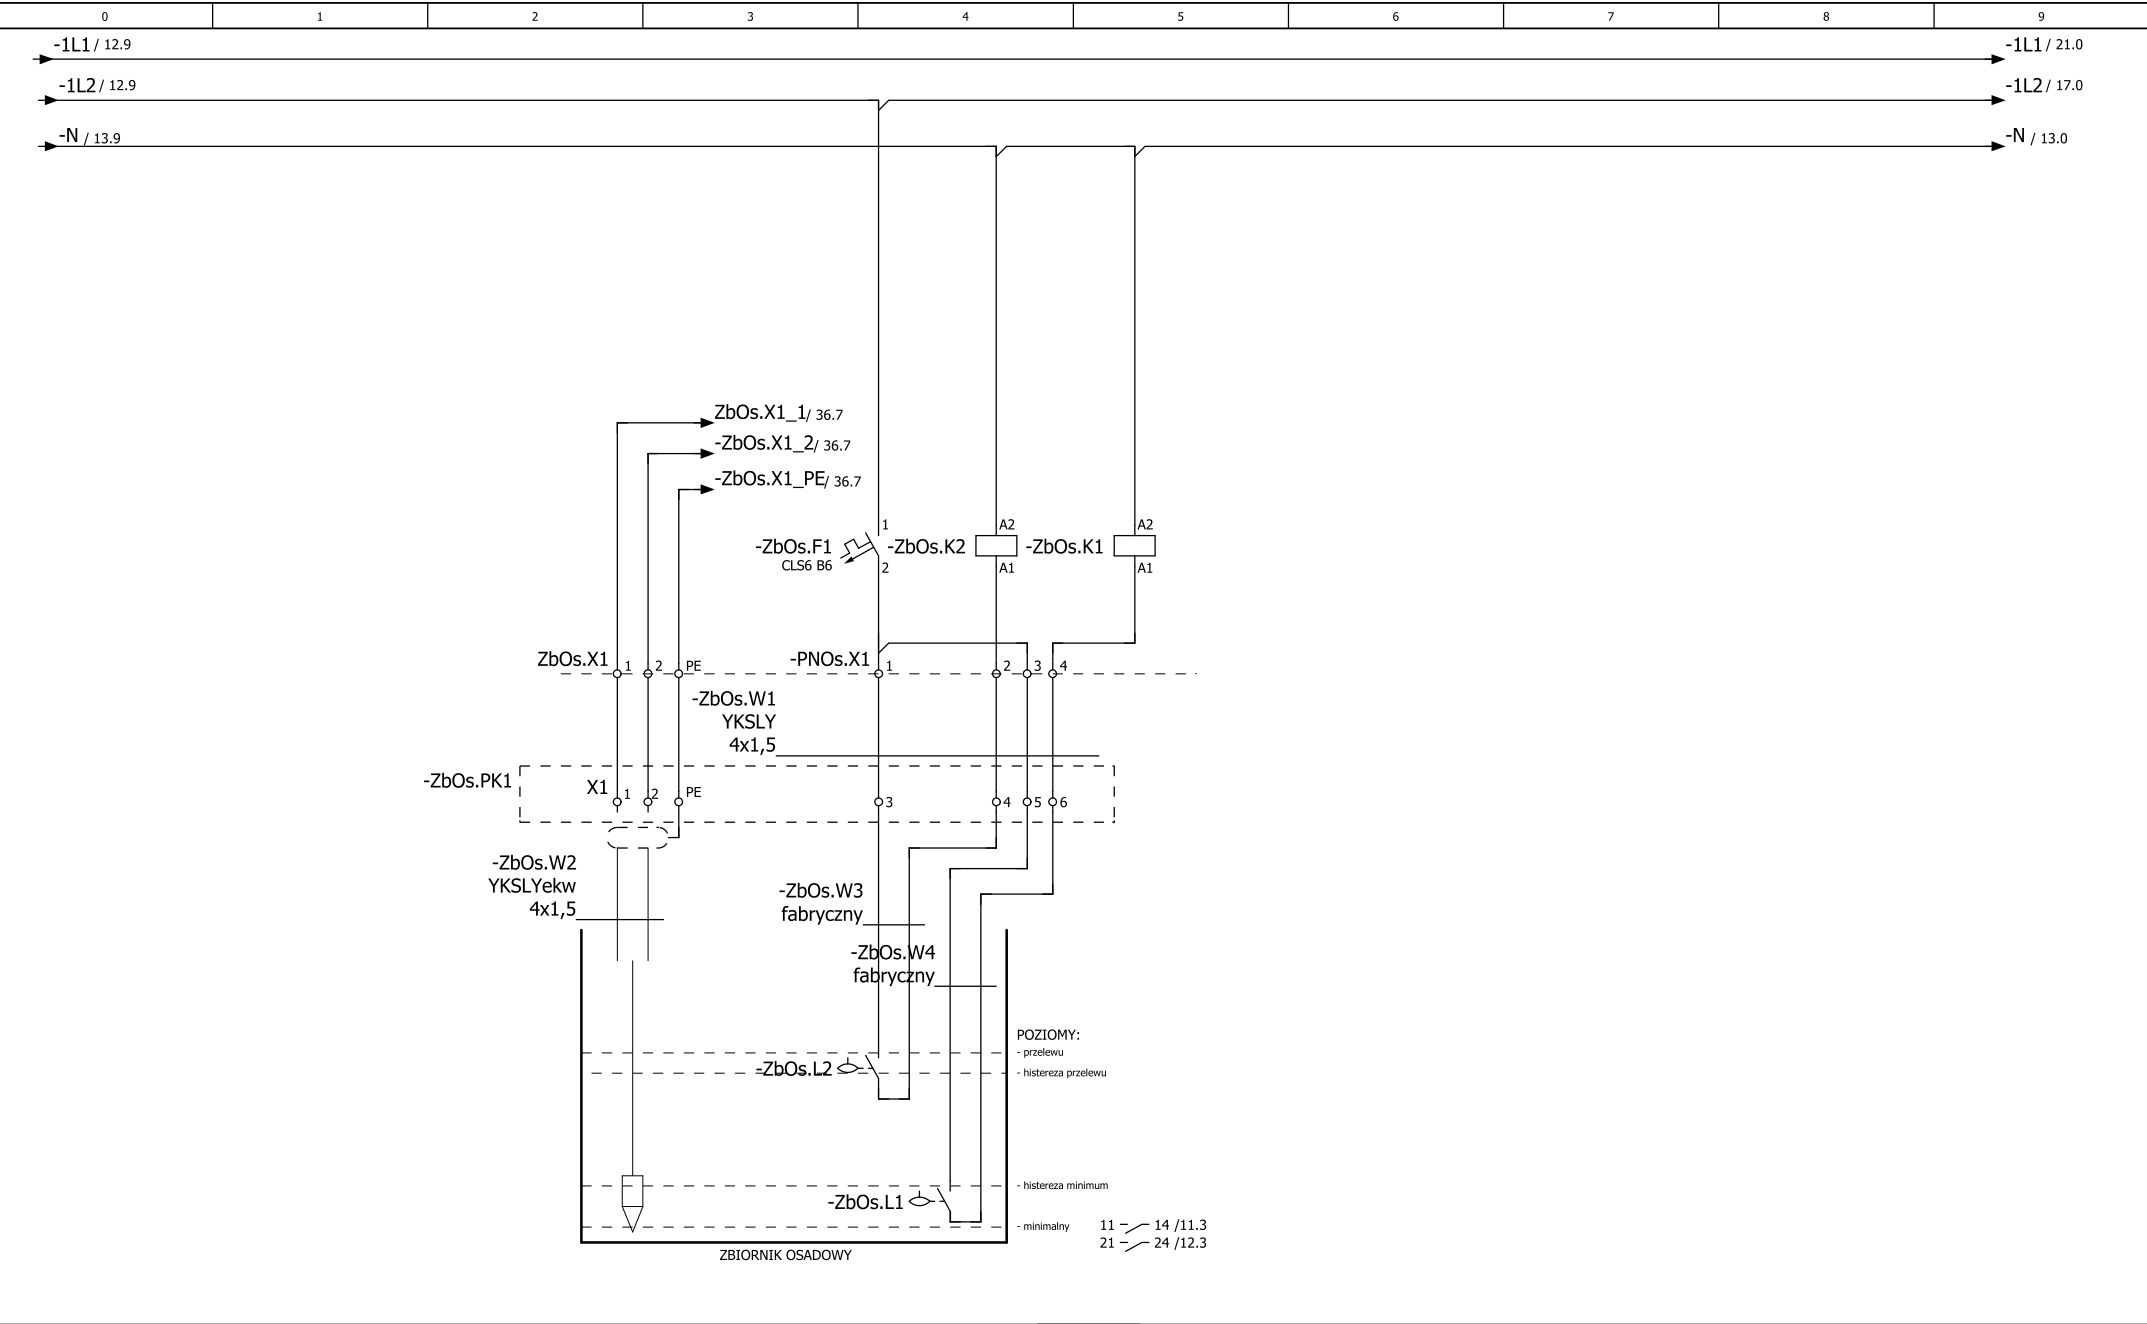 0 1 2 3 4 5 6 7 8 9
-1L1 / 12.9 -1L1 / 21.0
-1L2 / 12.9 -1L2 / 17.0
-N / 13.9 -N / 13.0
ZbOs.X1_1/ 36.7
-ZbOs.X1_2/ 36.7
-ZbOs.X1_PE/ 36.7
1 A2 A2
-ZbOs.F1 -ZbOs.K2 -ZbOs.K1
CLS6 B6
2 A1 A1
ZbOs.X1 1 2 PE -PNOs.X1 1 2 3 4
-ZbOs.W1
YKSLY
4x1,5
-ZbOs.PK1 X1 1 2 PE 3 4 5 6
-ZbOs.W2
YKSLYekw
4x1,5
-ZbOs.W3
fabryczny
-ZbOs.W4
fabryczny
POZIOMY:
- przelewu
-ZbOs.L2
- histereza przelewu
- histereza minimum
-ZbOs.L1
- minimalny
11 14 /11.3
21 24 /12.3
ZBIORNIK OSADOWY